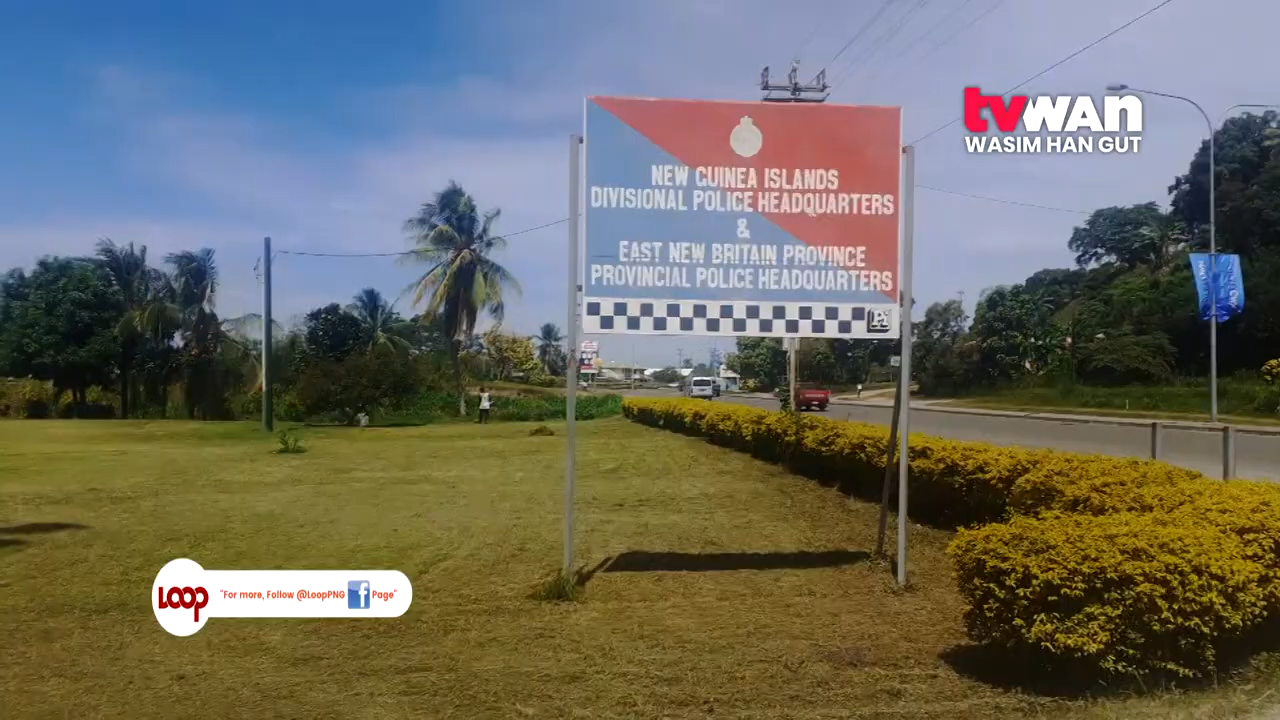 tvwan
WASIM HAN GUT
NEW GUINEA ISLANDS
DIVISIONAL POLICE HEADQUARTERS
&
EAST NEW BRITAIN PROVINCE
PROVINCIAL POLICE HEADQUARTERS
LOOP
"For more, Follow @LoopPNG f Page"